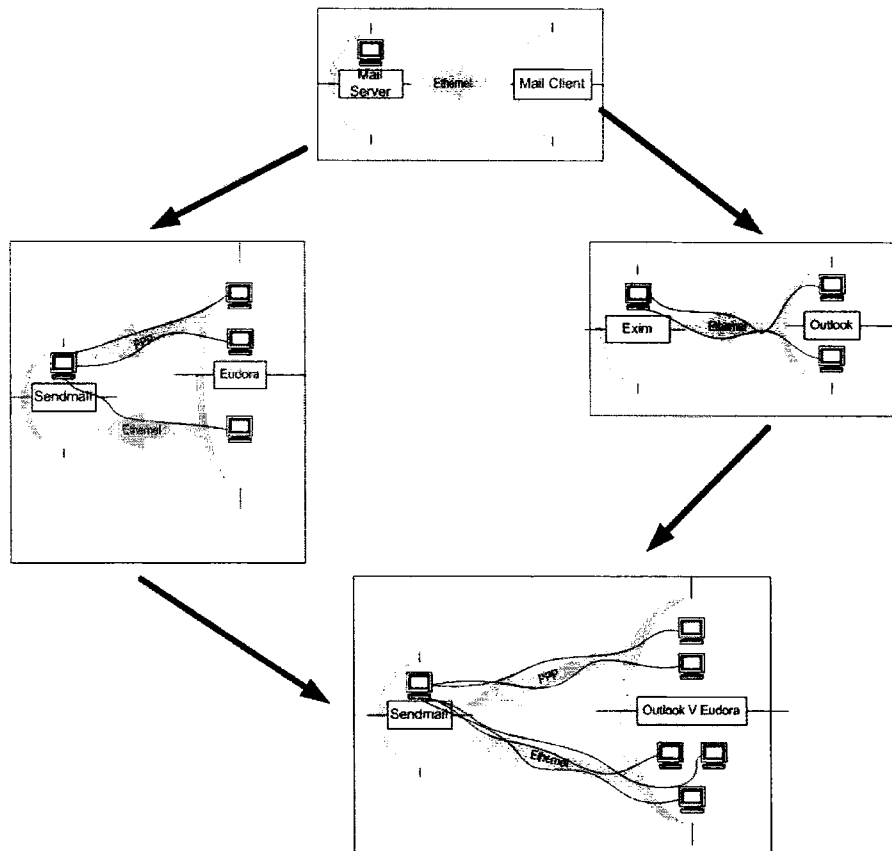 Mail
Server
Ethernet
Mail Client
PPP
Eudora
Sendmail
Ethernet
Exim
Ethernet
Outlook
PPP
Sendmail
Outlook V Eudora
Ethernet